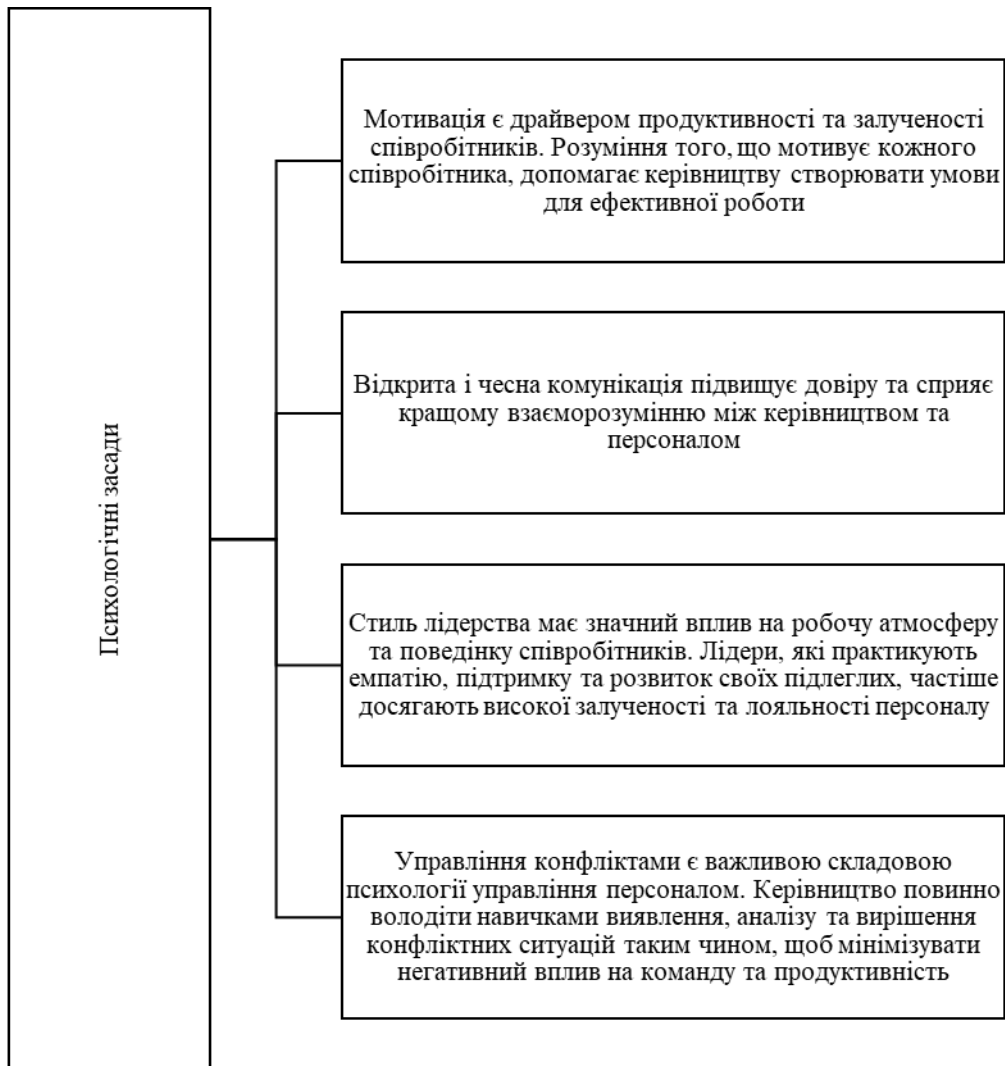 Психологічні засади
Мотивація є драйвером продуктивності та залученості
співробітників. Розуміння того, що мотивує кожного
співробітника, допомагає керівництву створювати умови
для ефективної роботи
Відкрита і чесна комунікація підвищує довіру та сприяє
кращому взаєморозумінню між керівництвом та
персоналом
Стиль лідерства має значний вплив на робочу атмосферу
та поведінку співробітників. Лідери, які практикують
емпатію, підтримку та розвиток своїх підлеглих, частіше
досягають високої залученості та лояльності персоналу
Управління конфліктами є важливою складовою
психології управління персоналом. Керівництво повинно
володіти навичками виявлення, аналізу та вирішення
конфліктних ситуацій таким чином, щоб мінімізувати
негативний вплив на команду та продуктивність